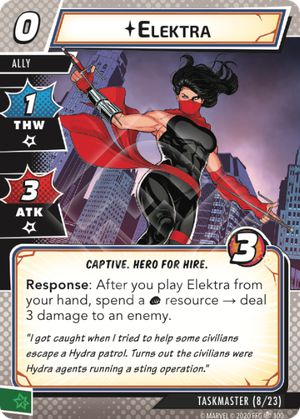 0
ELEKTRA
ALLY
1
THW
3
ATK
3
CAPTIVE. HERO FOR HIRE.
Response: After you play Elektra from
your hand, spend a resource → deal
3 damage to an enemy.
"I got caught when I tried to help some civilians
escape a Hydra patrol. Turns out the civilians were
Hydra agents running a sting operation."
TASKMASTER (8/23)
© MARVEL © 2020 FFG 100